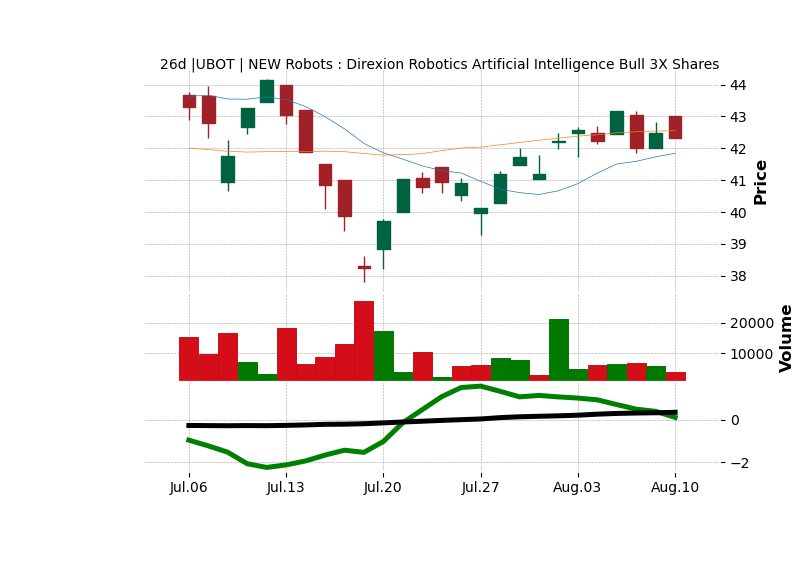 26d |UBOT | NEW Robots : Direxion Robotics Artificial Intelligence Bull 3X Shares
44
43
42
41
40
39
38
Price
20000
10000
Volume
0
−2
Jul.06 Jul.13 Jul.20 Jul.27 Aug.03 Aug.10